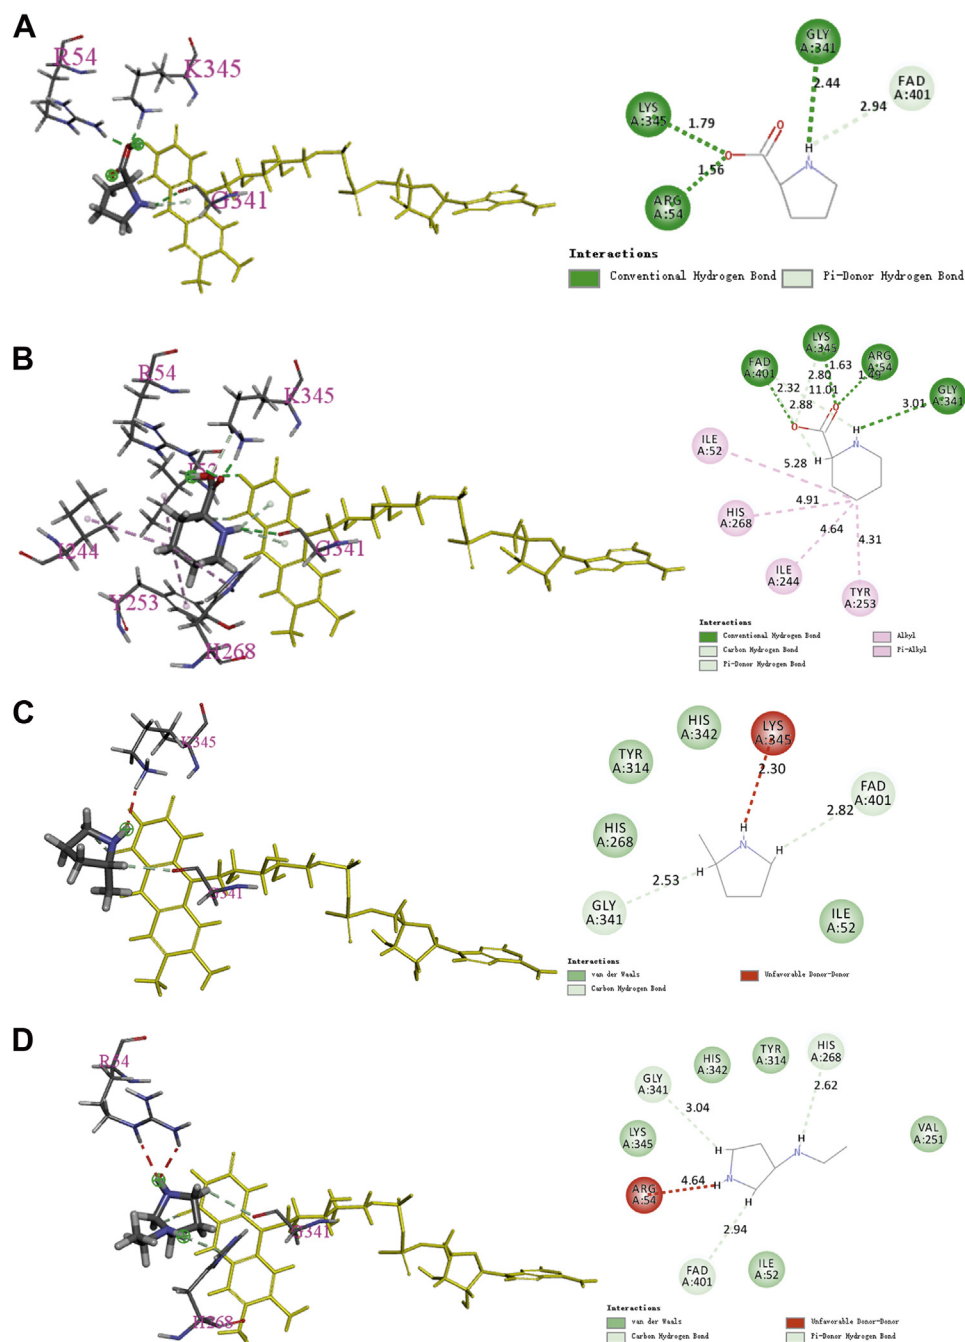 A
R54
K345
G341
GLY
A:341
2.44
FAD
A:401
2.94
LYS
A:345
1.79
O
O
H
N
1.56
ARG
A:54
Interactions
Conventional Hydrogen Bond
Pi-Donor Hydrogen Bond
B
R54
K345
I52
I244
G341
Y253
H268
LYS
A:345
FAD
A:401
ARG
A:54
GLY
A:341
1.63
2.80
1.49
2.32
11.01
2.88
3.01
O
O
H
N
H
ILE
A:52
5.28
HIS
A:268
4.91
4.64
4.31
ILE
A:244
TYR
A:253
Interactions
Conventional Hydrogen Bond
Alkyl
Carbon Hydrogen Bond
Pi-Alkyl
Pi-Donor Hydrogen Bond
C
K345
G341
HIS
A:342
LYS
A:345
TYR
A:314
2.30
FAD
A:401
2.82
HIS
A:268
H
N
H
H
2.53
GLY
A:341
ILE
A:52
Interactions
van der Waals
Unfavorable Donor-Donor
Carbon Hydrogen Bond
D
R54
G341
H268
HIS
A:342
TYR
A:314
HIS
A:268
GLY
A:341
2.62
3.04
LYS
A:345
VAL
A:251
H
H
N
N
H
H
4.64
ARG
A:54
2.94
FAD
A:401
ILE
A:52
Interactions
van der Waals
Unfavorable Donor-Donor
Carbon Hydrogen Bond
Pi-Donor Hydrogen Bond